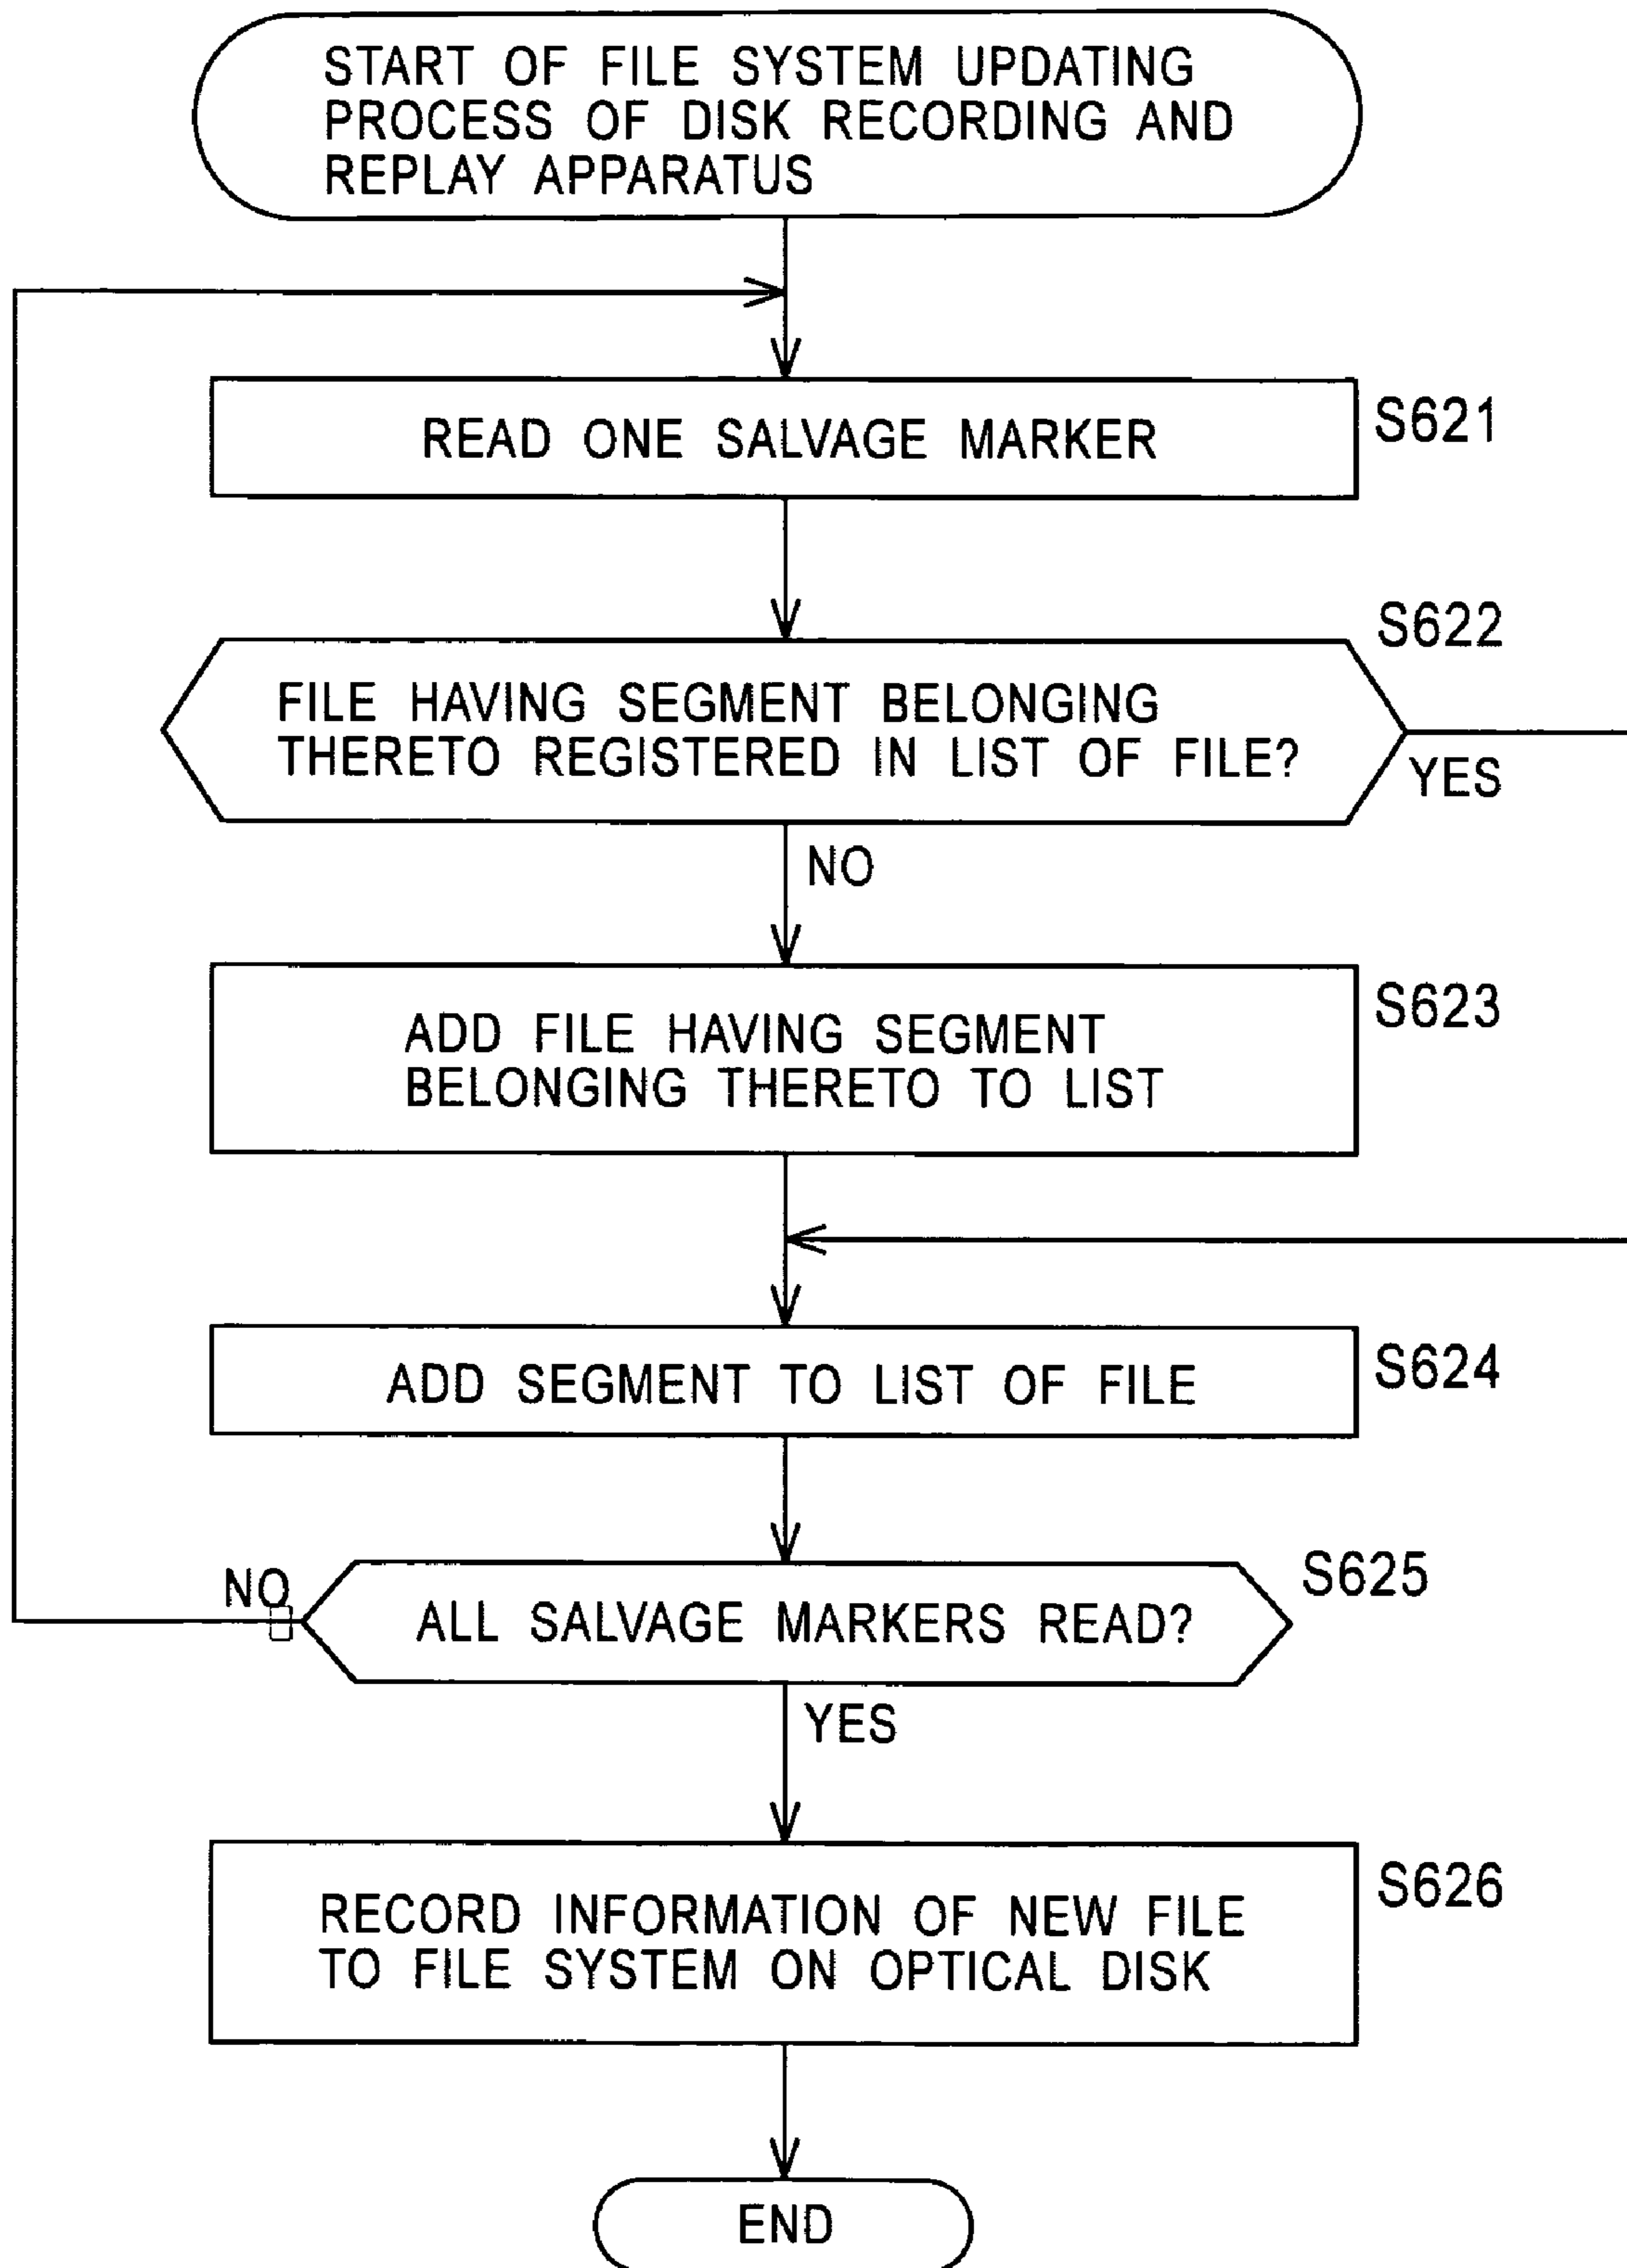 START OF FILE SYSTEM UPDATING
PROCESS OF DISK RECORDING AND
REPLAY APPARATUS
READ ONE SALVAGE MARKER
S621
S622
FILE HAVING SEGMENT BELONGING
THERETO REGISTERED IN LIST OF FILE?
YES
NO
ADD FILE HAVING SEGMENT
BELONGING THERETO TO LIST
S623
ADD SEGMENT TO LIST OF FILE
S624
NO
ALL SALVAGE MARKERS READ?
S625
YES
RECORD INFORMATION OF NEW FILE
TO FILE SYSTEM ON OPTICAL DISK
S626
END